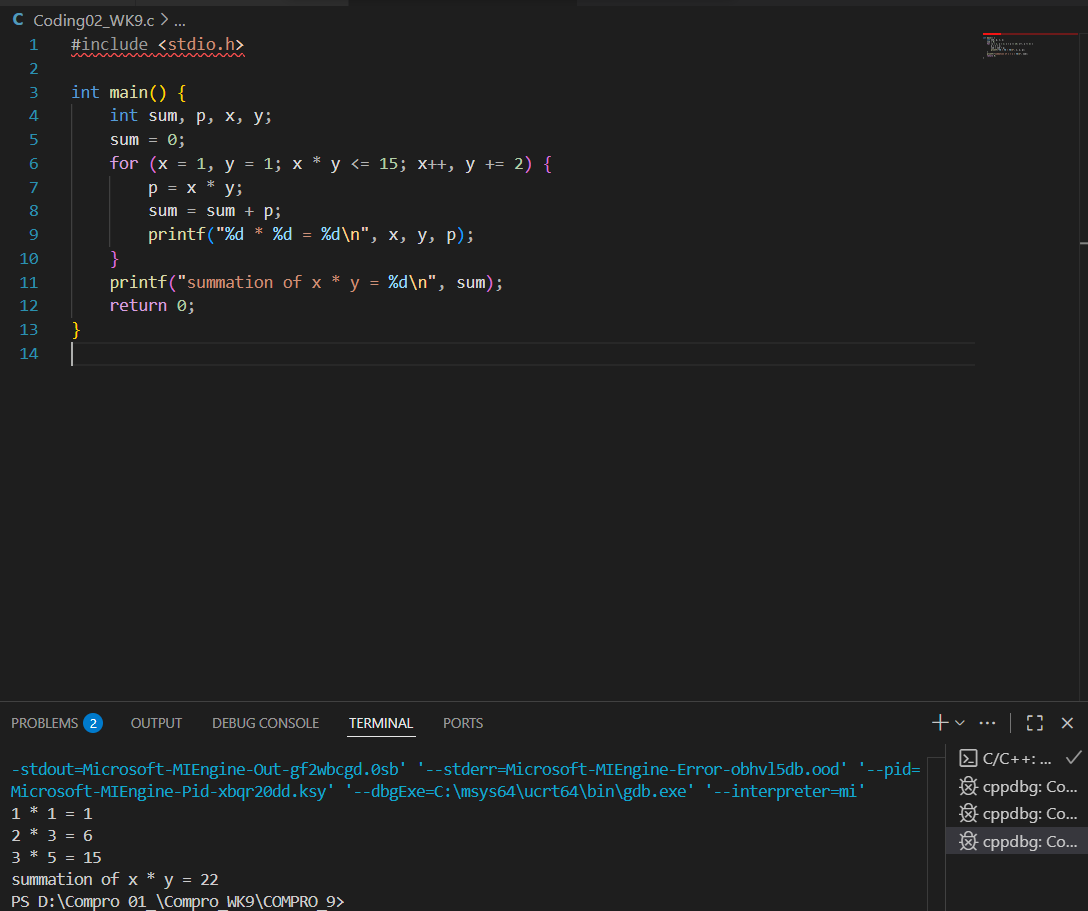 C Coding02_WK9.c > ...
1 #include <stdio.h>
2
3 int main() {
4     int sum, p, x, y;
5     sum = 0;
6     for (x = 1, y = 1; x * y <= 15; x++, y += 2) {
7         p = x * y;
8         sum = sum + p;
9         printf("%d * %d = %d\n", x, y, p);
10     }
11     printf("summation of x * y = %d\n", sum);
12     return 0;
13 }
14
PROBLEMS 2 OUTPUT DEBUG CONSOLE TERMINAL PORTS
-stdout=Microsoft-MIEngine-Out-gf2wbcgd.0sb' '--stderr=Microsoft-MIEngine-Error-obhvl5db.ood' '--pid=
Microsoft-MIEngine-Pid-xbqr20dd.ksy' '--dbgExe=C:\msys64\ucrt64\bin\gdb.exe' '--interpreter=mi'
1 * 1 = 1
2 * 3 = 6
3 * 5 = 15
summation of x * y = 22
PS D:\Compro 01_\Compro_WK9\COMPRO_9>
C/C++: ...
cppdbg: Co...
cppdbg: Co...
cppdbg: Co...